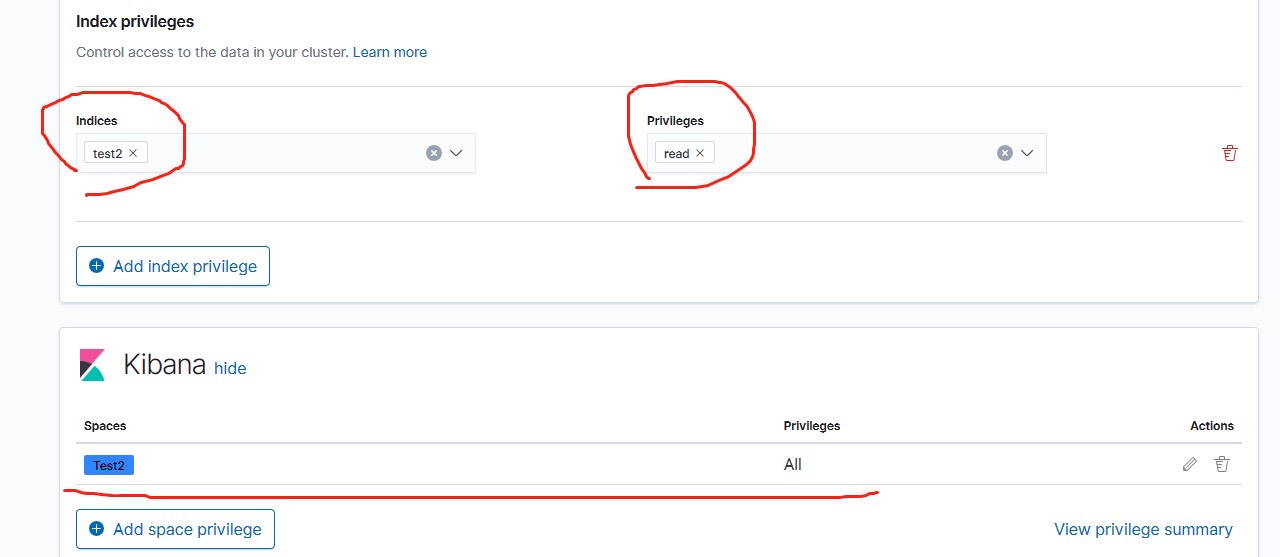 Index privileges
Control access to the data in your cluster. Learn more
Indices
Privileges
test2 ×
read ×
Add index privilege
Kibana hide
Spaces
Privileges
Actions
Test2
All
Add space privilege
View privilege summary